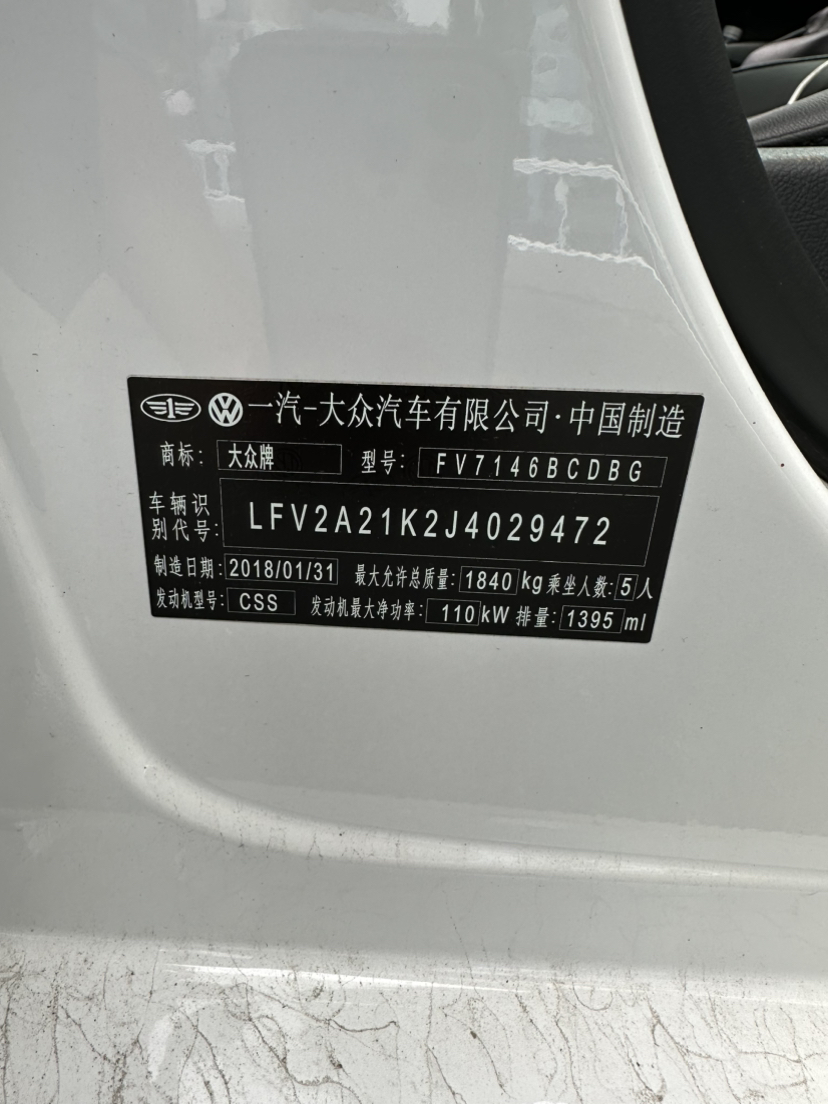 一汽-大众汽车有限公司·中国制造
商标: 大众牌 型号: FV7146BCDBG
车辆识别代号: LFV2A21K2J4029472
制造日期: 2018/01/31 最大允许总质量: 1840 kg 乘坐人数: 5 人
发动机型号: CSS 发动机最大净功率: 110 kW 排量: 1395 ml